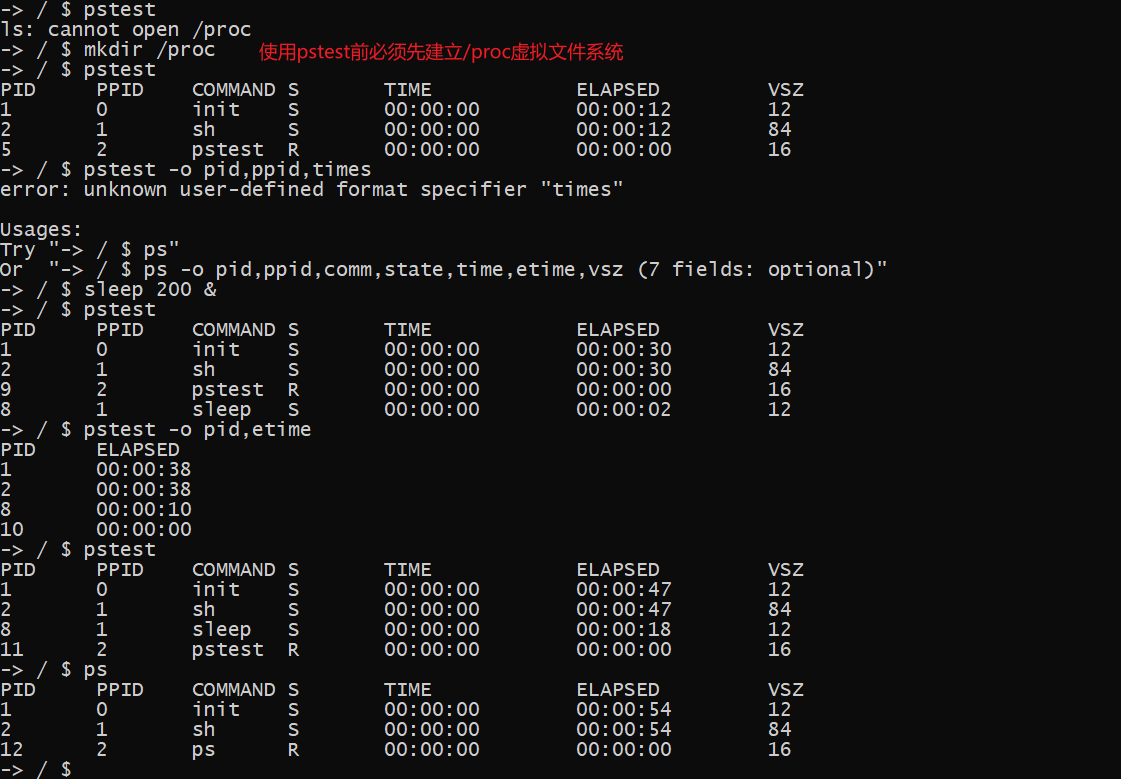 -> / $ pstest
ls: cannot open /proc
-> / $ mkdir /proc 使用pstest前必须先建立/proc虚拟文件系统
-> / $ pstest
PID PPID COMMAND S TIME ELAPSED VSZ
1 0 init S 00:00:00 00:00:12 12
2 1 sh S 00:00:00 00:00:12 84
5 2 pstest R 00:00:00 00:00:00 16
-> / $ pstest -o pid,ppid,times
error: unknown user-defined format specifier "times"
Usages:
Try "-> / $ ps"
Or "-> / $ ps -o pid,ppid,comm,state,time,etime,vsz (7 fields: optional)"
-> / $ sleep 200 &
-> / $ pstest
PID PPID COMMAND S TIME ELAPSED VSZ
1 0 init S 00:00:00 00:00:30 12
2 1 sh S 00:00:00 00:00:30 84
9 2 pstest R 00:00:00 00:00:00 16
8 1 sleep S 00:00:00 00:00:02 12
-> / $ pstest -o pid,etime
PID ELAPSED
1 00:00:38
2 00:00:38
8 00:00:10
10 00:00:00
-> / $ pstest
PID PPID COMMAND S TIME ELAPSED VSZ
1 0 init S 00:00:00 00:00:47 12
2 1 sh S 00:00:00 00:00:47 84
8 1 sleep S 00:00:00 00:00:18 12
11 2 pstest R 00:00:00 00:00:00 16
-> / $ ps
PID PPID COMMAND S TIME ELAPSED VSZ
1 0 init S 00:00:00 00:00:54 12
2 1 sh S 00:00:00 00:00:54 84
12 2 ps R 00:00:00 00:00:00 16
-> / $